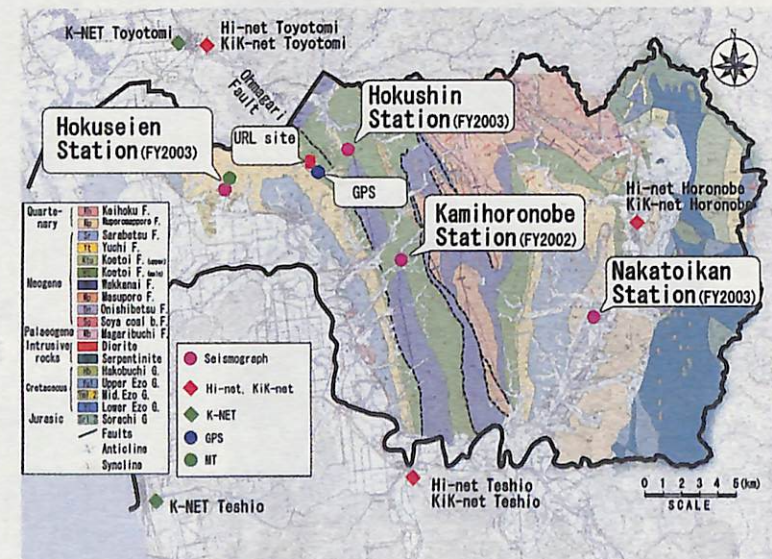 K-NET Toyotomi
Hi-net Toyotomi
KiK-net Toyotomi
Ohmagari
Fault
Hokushin
Station(FY2003)
Hokuseien
Station(FY2003)
URL site
GPS
Hi-net Horonobe
KiK-net Horonobe
Kamihoronobe
Station(FY2002)
Nakatoikan
Station(FY2003)
Quarte-
nary
Neogene
Palaeogene
Intrusive
rocks
Cretaceous
Jurasic
Sarabetsu F.
Yuchi F.
Koetoi F.
Koetoi F.
Wakkanai F.
Masuporo F.
Onishibetsu F.
Soya coal b.F.
Magaribuchi F.
Diorite
Serpentinite
Hakobuchi G.
Upper Ezo G.
Mid. Ezo G.
Lower Ezo G.
Sorachi G
Faults
Anticline
Syncline
Seismograph
Hi-net, KiK-net
K-NET
GPS
MT
Hi-net Teshio
KiK-net Teshio
K-NET Teshio
0 1 2 3 4 5(km)
SCALE